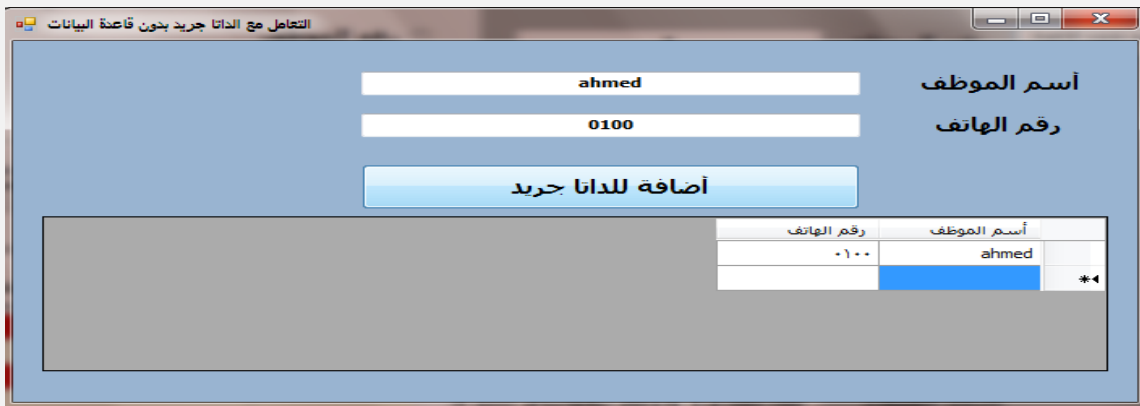 التعامل مع الداتا جريد بدون قاعدة البيانات
أسم الموظف ahmed
رقم الهاتف 0100
أضافة للداتا جريد
أسم الموظف رقم الهاتف
ahmed ٠١٠٠